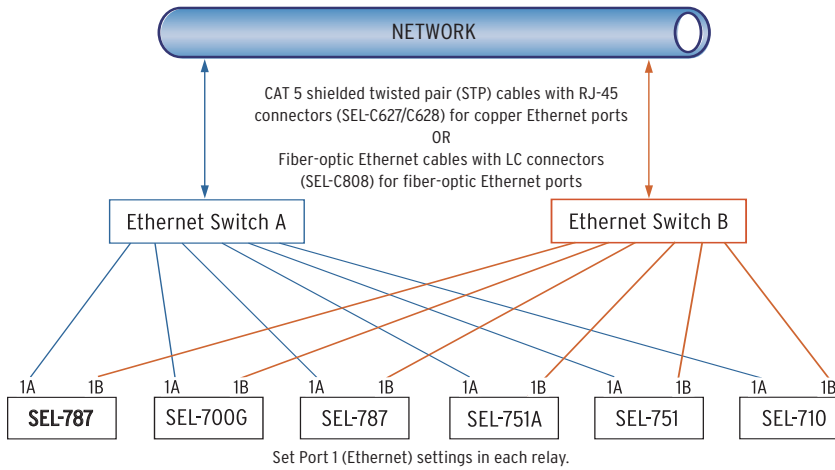 NETWORK
CAT 5 shielded twisted pair (STP) cables with RJ-45
connectors (SEL-C627/C628) for copper Ethernet ports
OR
Fiber-optic Ethernet cables with LC connectors
(SEL-C808) for fiber-optic Ethernet ports
Ethernet Switch A
Ethernet Switch B
1A 1B 1A 1B 1A 1B 1A 1B 1A 1B 1A 1B
SEL-787 SEL-700G SEL-787 SEL-751A SEL-751 SEL-710
Set Port 1 (Ethernet) settings in each relay.